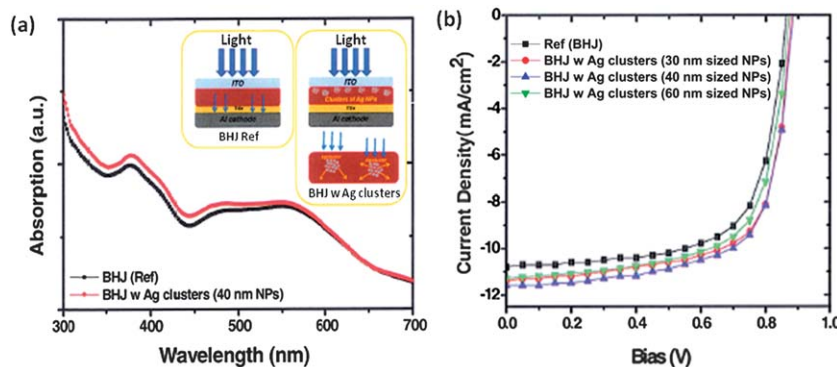 (a)
Light
ITO
Al cathode
BHJ Ref
Light
ITO
Clusters of Ag NPs
Al cathode
BHJ w Ag clusters
BHJ (Ref)
BHJ w Ag clusters (40 nm NPs)
Absorption (a.u.)
300 400 500 600 700
Wavelength (nm)
(b)
Ref (BHJ)
BHJ w Ag clusters (30 nm sized NPs)
BHJ w Ag clusters (40 nm sized NPs)
BHJ w Ag clusters (60 nm sized NPs)
Current Density(mA/cm²)
0
-2
-4
-6
-8
-10
-12
0.0 0.2 0.4 0.6 0.8 1.0
Bias (V)